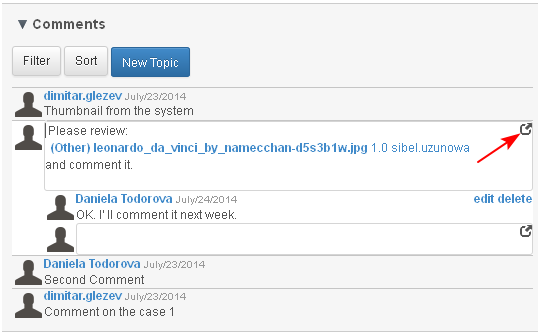 Comments
Filter Sort New Topic
dimitar.glezev July/23/2014
Thumbnail from the system
Please review:
(Other) leonardo_da_vinci_by_namecchan-d5s3b1w.jpg 1.0 sibel.uzunowa
and comment it.
Daniela Todorova July/24/2014 edit delete
OK. I'll comment it next week.
Daniela Todorova July/23/2014
Second Comment
dimitar.glezev July/23/2014
Comment on the case 1